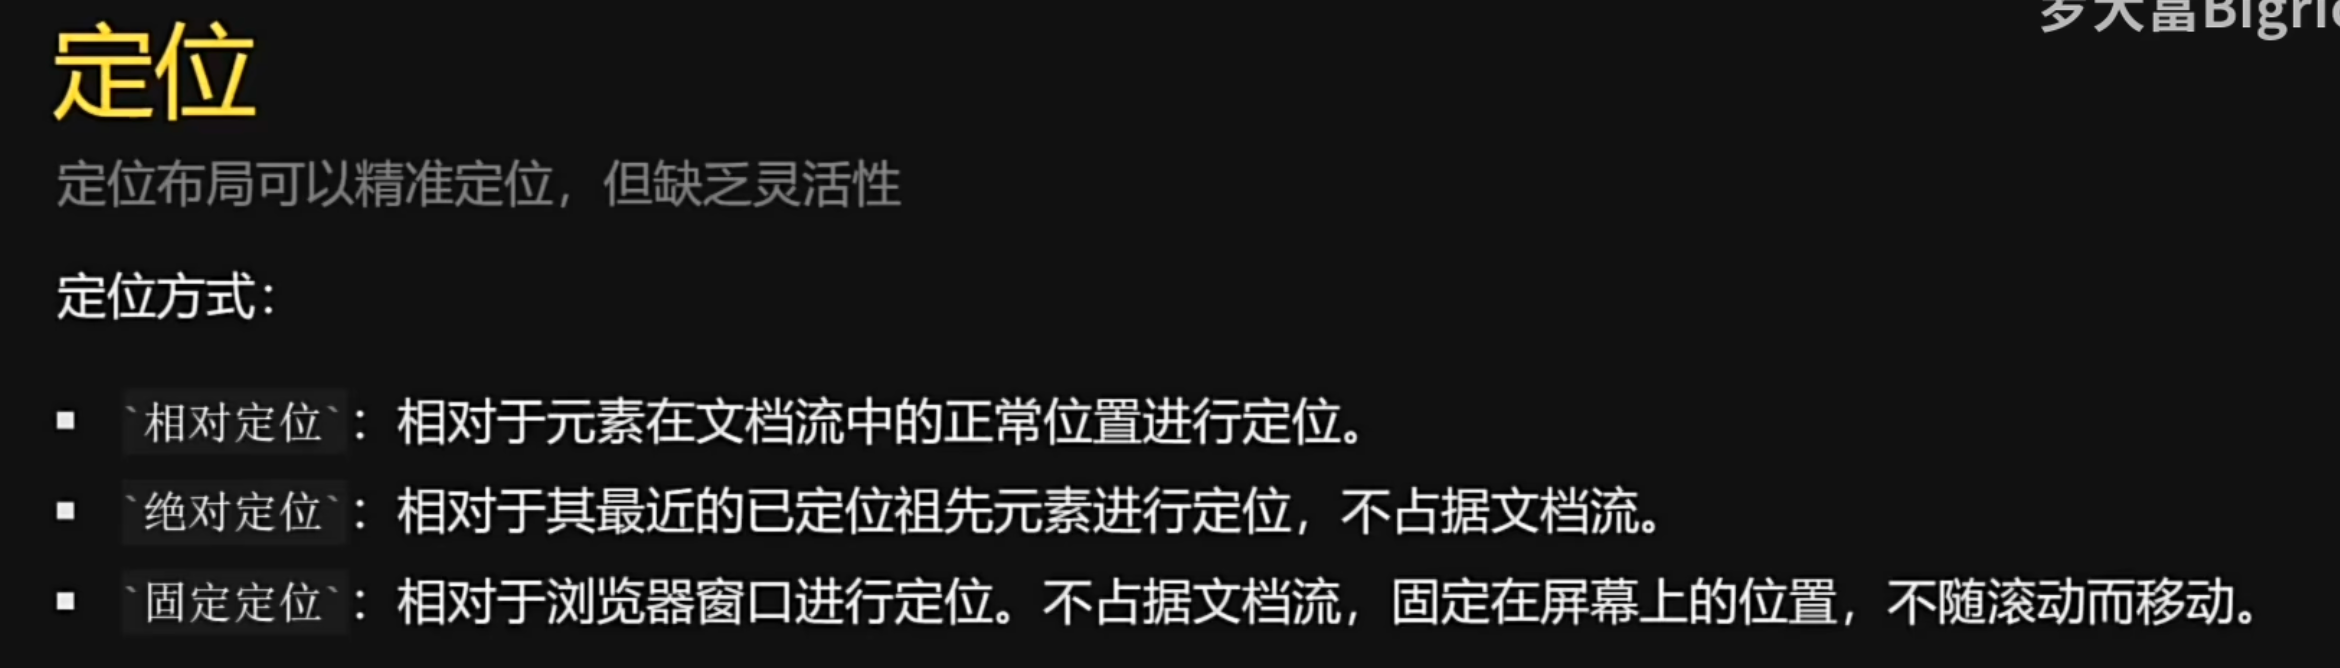 罗大富Bigric
定位
定位布局可以精准定位，但缺乏灵活性
定位方式：
▪ `相对定位`：相对于元素在文档流中的正常位置进行定位。
▪ `绝对定位`：相对于其最近的已定位祖先元素进行定位，不占据文档流。
▪ `固定定位`：相对于浏览器窗口进行定位。不占据文档流，固定在屏幕上的位置，不随滚动而移动。